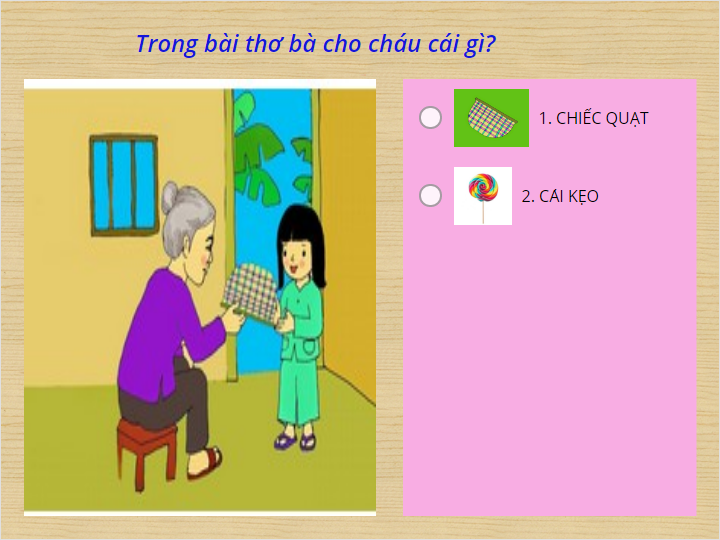 Trong bài thơ bà cho cháu cái gì?
1. CHIẾC QUẠT
2. CÁI KẸO